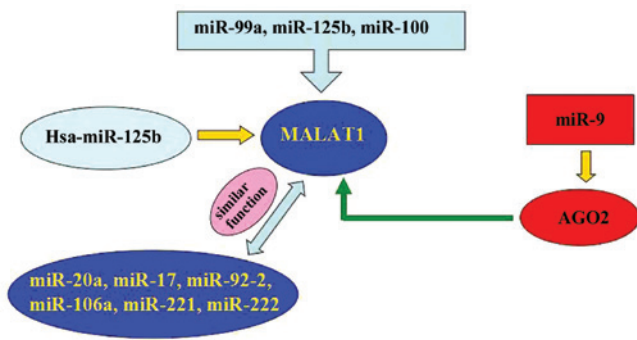 miR-99a, miR-125b, miR-100
miR-9
Hsa-miR-125b
MALAT1
similar
function
AGO2
miR-20a, miR-17, miR-92-2,
miR-106a, miR-221, miR-222